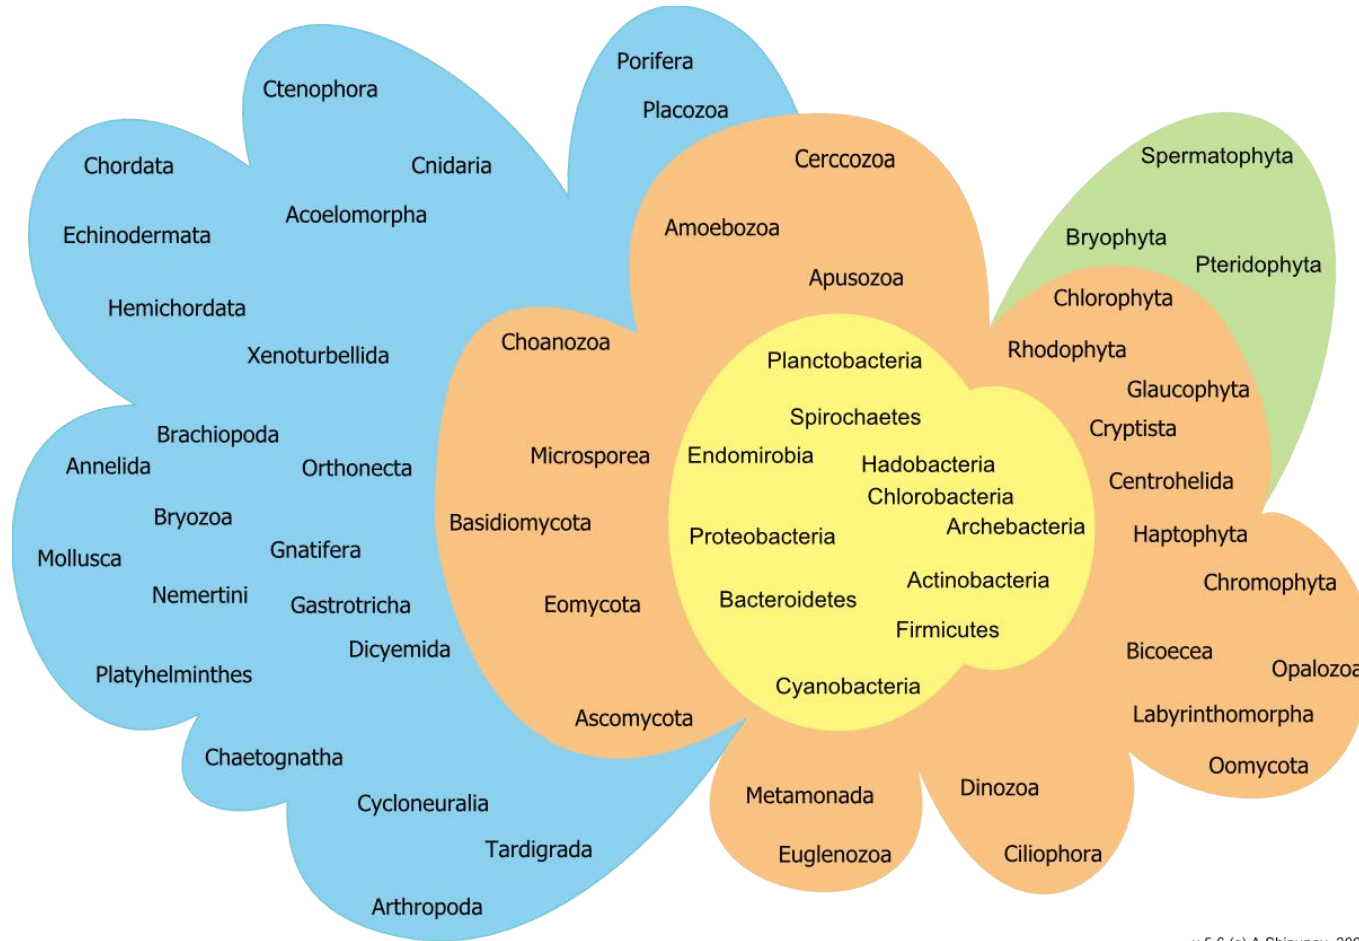 Porifera
Ctenophora
Placozoa
Chordata
Cnidaria
Cerccozoa
Spermatophyta
Acoelomorpha
Echinodermata
Amoebozoa
Bryophyta
Pteridophyta
Apusozoa
Hemichordata
Chlorophyta
Choanozoa
Xenoturbellida
Rhodophyta
Planctobacteria
Glaucophyta
Spirochaetes
Cryptista
Brachiopoda
Annelida
Orthonecta
Microsporea
Endomirobia
Hadobacteria
Centrohelida
Chlorobacteria
Bryozoa
Basidiomycota
Archebacteria
Proteobacteria
Haptophyta
Mollusca
Gnatifera
Chromophyta
Nemertini
Gastrotricha
Eomycota
Actinobacteria
Bacteroidetes
Firmicutes
Dicyemida
Bicoecea
Platyhelminthes
Opalozoa
Cyanobacteria
Ascomycota
Labyrinthomorpha
Chaetognatha
Oomycota
Cycloneuralia
Metamonada
Dinozoa
Tardigrada
Euglenozoa
Ciliophora
Arthropoda